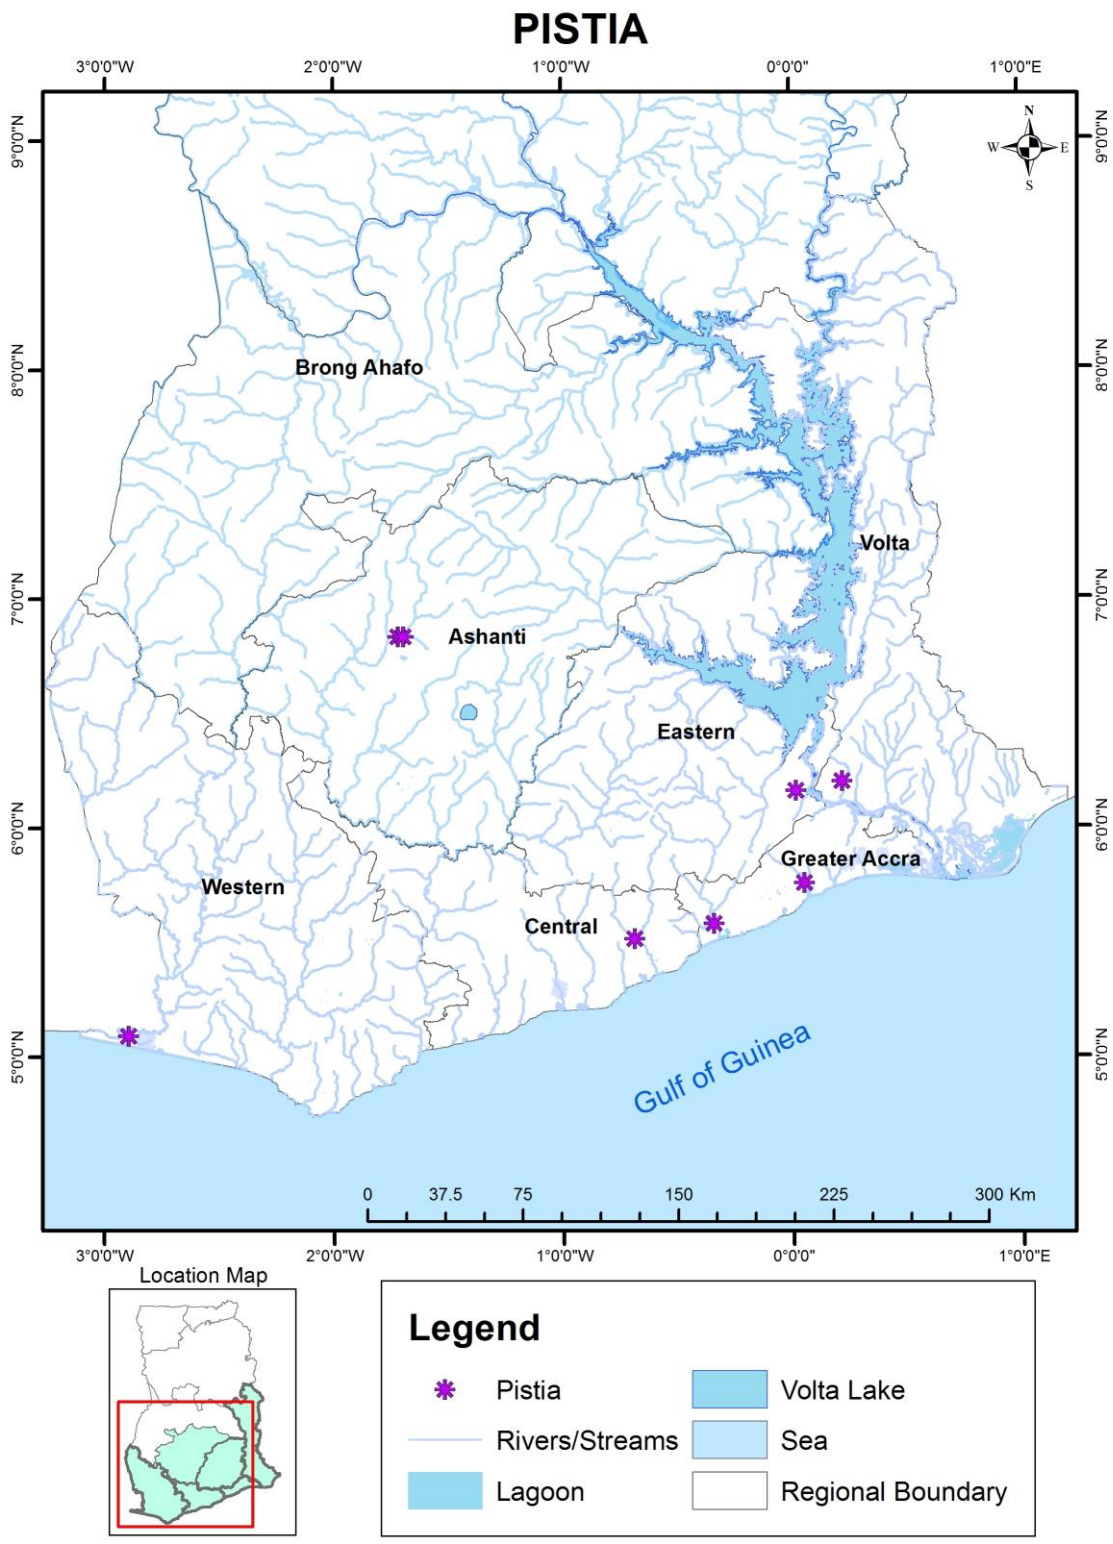 PISTIA
3°0'0"W 2°0'0"W 1°0'0"W 0°0'0" 1°0'0"E
N
W E
S
9°0'0"N 9°0'0"N
8°0'0"N 8°0'0"N
Brong Ahafo
Volta
7°0'0"N 7°0'0"N
Ashanti
Eastern
6°0'0"N 6°0'0"N
Greater Accra
Western
Central
5°0'0"N 5°0'0"N
Gulf of Guinea
0 37.5 75 150 225 300 Km
3°0'0"W 2°0'0"W 1°0'0"W 0°0'0" 1°0'0"E
Location Map
Legend
Pistia
Volta Lake
Rivers/Streams
Sea
Lagoon
Regional Boundary